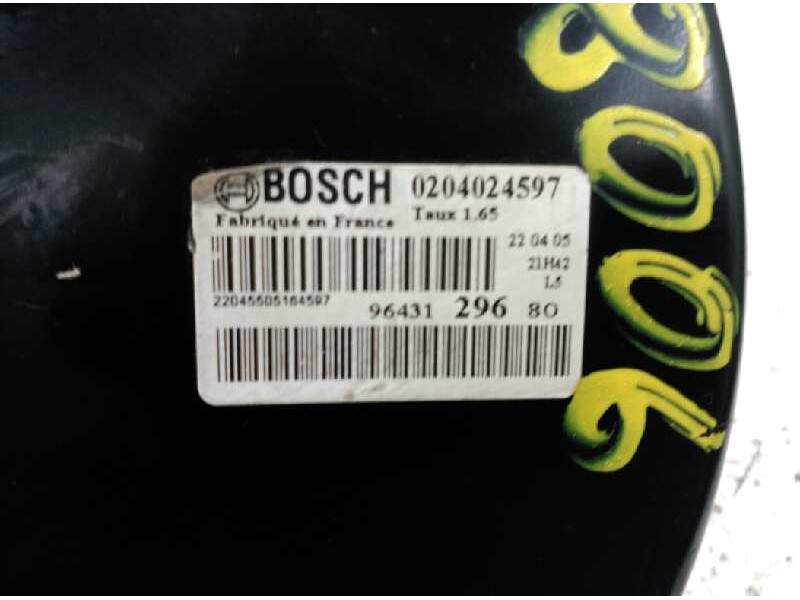 BOSCH 0204024597
Fabriqué en France Taux 1.65
22 04 05
21H42
L5
22045505164597
96431 296 80
9008